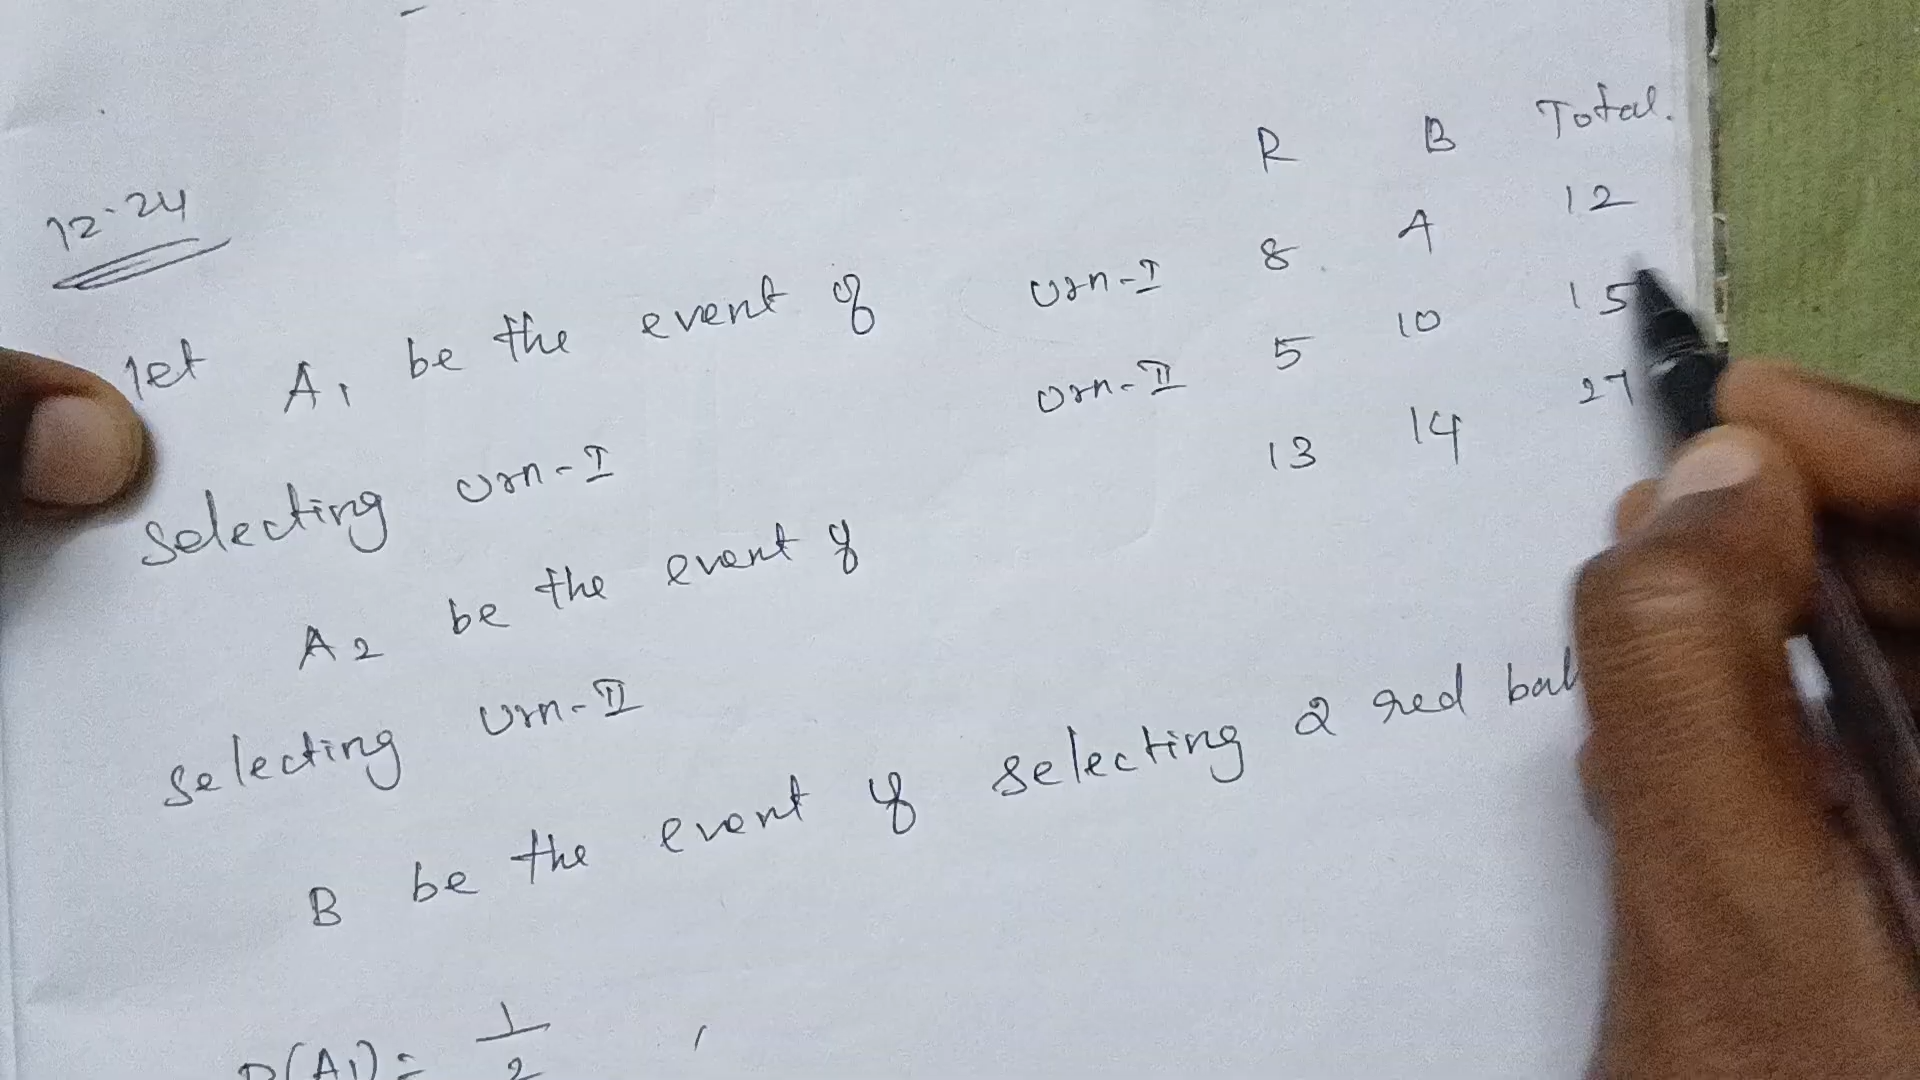 12.24
R B Total.
Urn-I 8 4 12
Urn-II 5 10 15
13 14 27
let A1 be the event of
selecting Urn-I
A2 be the event of
selecting Urn-II
B be the event of selecting 2 red bal
P(A1) = 1/2 ,